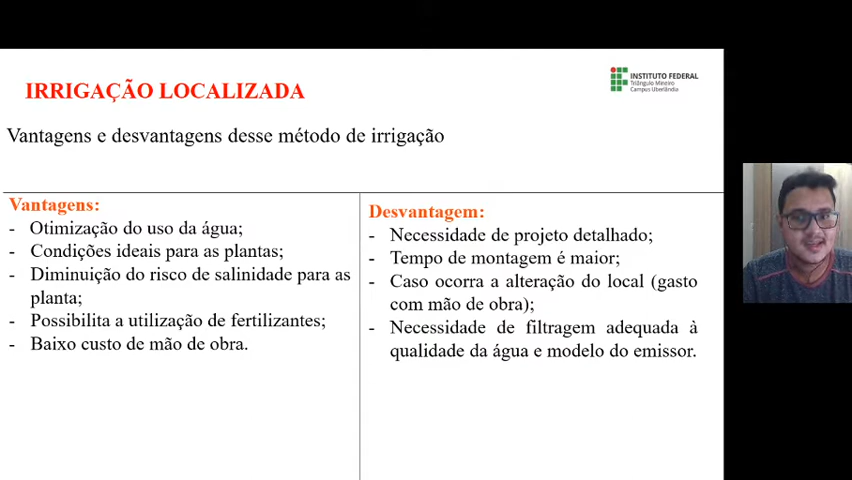 IRRIGAÇÃO LOCALIZADA
INSTITUTO FEDERAL
Triângulo Mineiro
Campus Uberlândia
Vantagens e desvantagens desse método de irrigação
Vantagens:
- Otimização do uso da água;
- Condições ideais para as plantas;
- Diminuição do risco de salinidade para as
planta;
- Possibilita a utilização de fertilizantes;
- Baixo custo de mão de obra.
Desvantagem:
- Necessidade de projeto detalhado;
- Tempo de montagem é maior;
- Caso ocorra a alteração do local (gasto
com mão de obra);
- Necessidade de filtragem adequada à
qualidade da água e modelo do emissor.